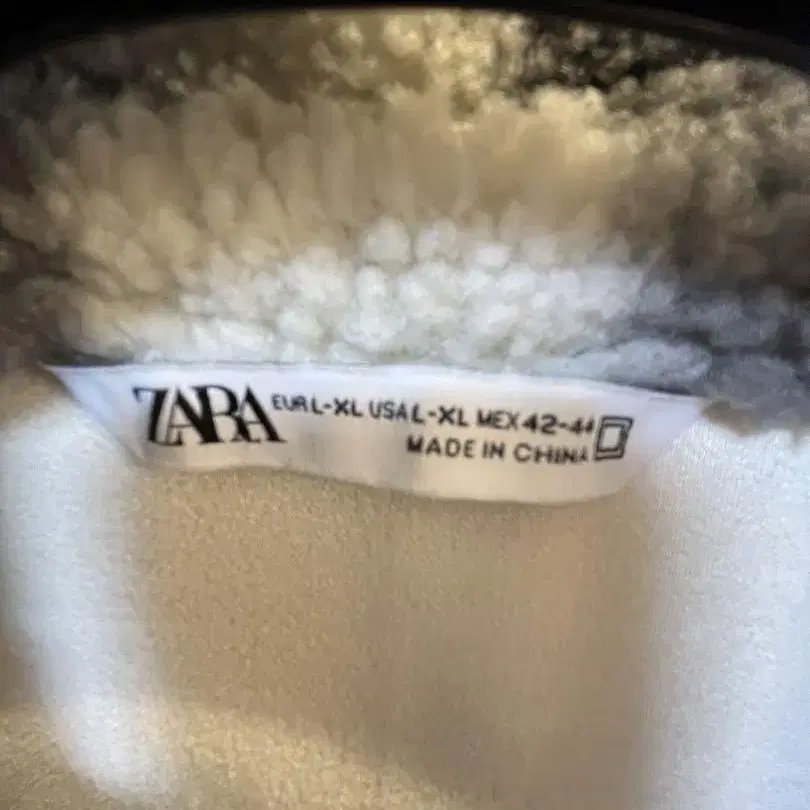 ZARA EUR L-XL USA L-XL MEX 42-44
MADE IN CHINA